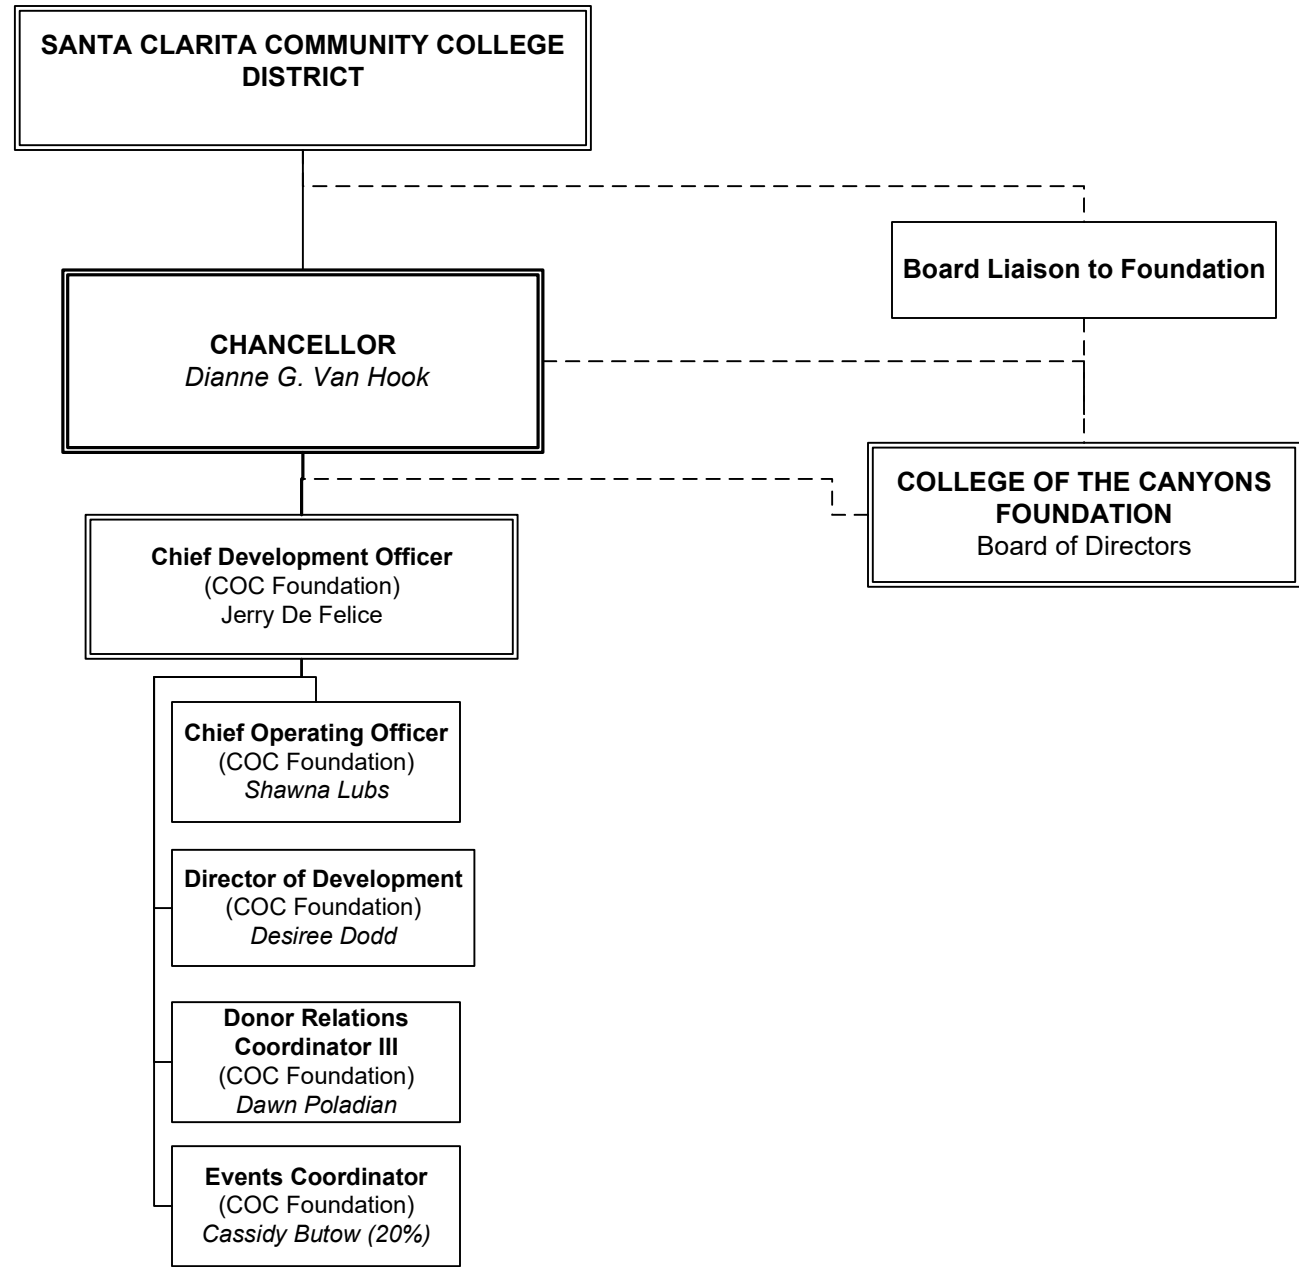 SANTA CLARITA COMMUNITY COLLEGE
DISTRICT
Board Liaison to Foundation
CHANCELLOR
Dianne G. Van Hook
COLLEGE OF THE CANYONS
FOUNDATION
Board of Directors
Chief Development Officer
(COC Foundation)
Jerry De Felice
Chief Operating Officer
(COC Foundation)
Shawna Lubs
Director of Development
(COC Foundation)
Desiree Dodd
Donor Relations
Coordinator III
(COC Foundation)
Dawn Poladian
Events Coordinator
(COC Foundation)
Cassidy Butow (20%)